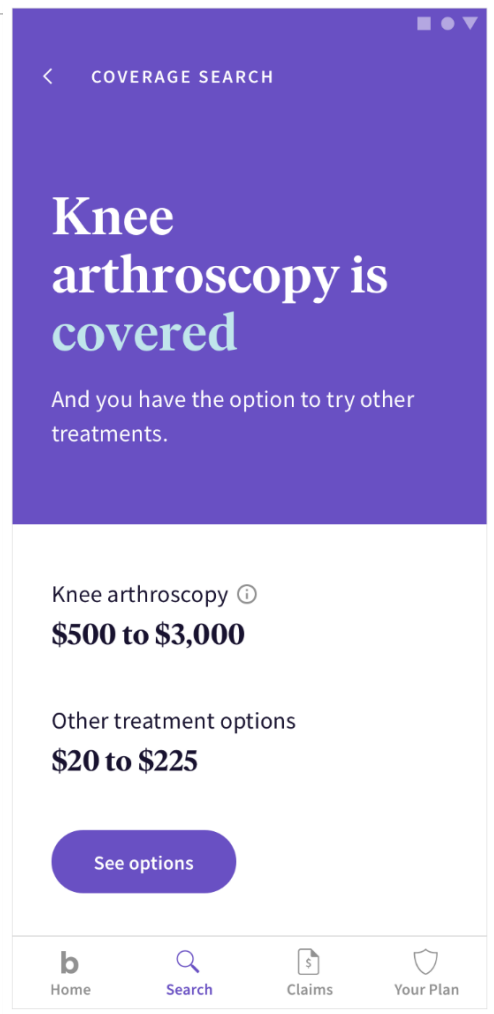 COVERAGE SEARCH
Knee
arthroscopy is
covered
And you have the option to try other
treatments.
Knee arthroscopy
$500 to $3,000
Other treatment options
$20 to $225
See options
b
Home
Search
$
Claims
Your Plan